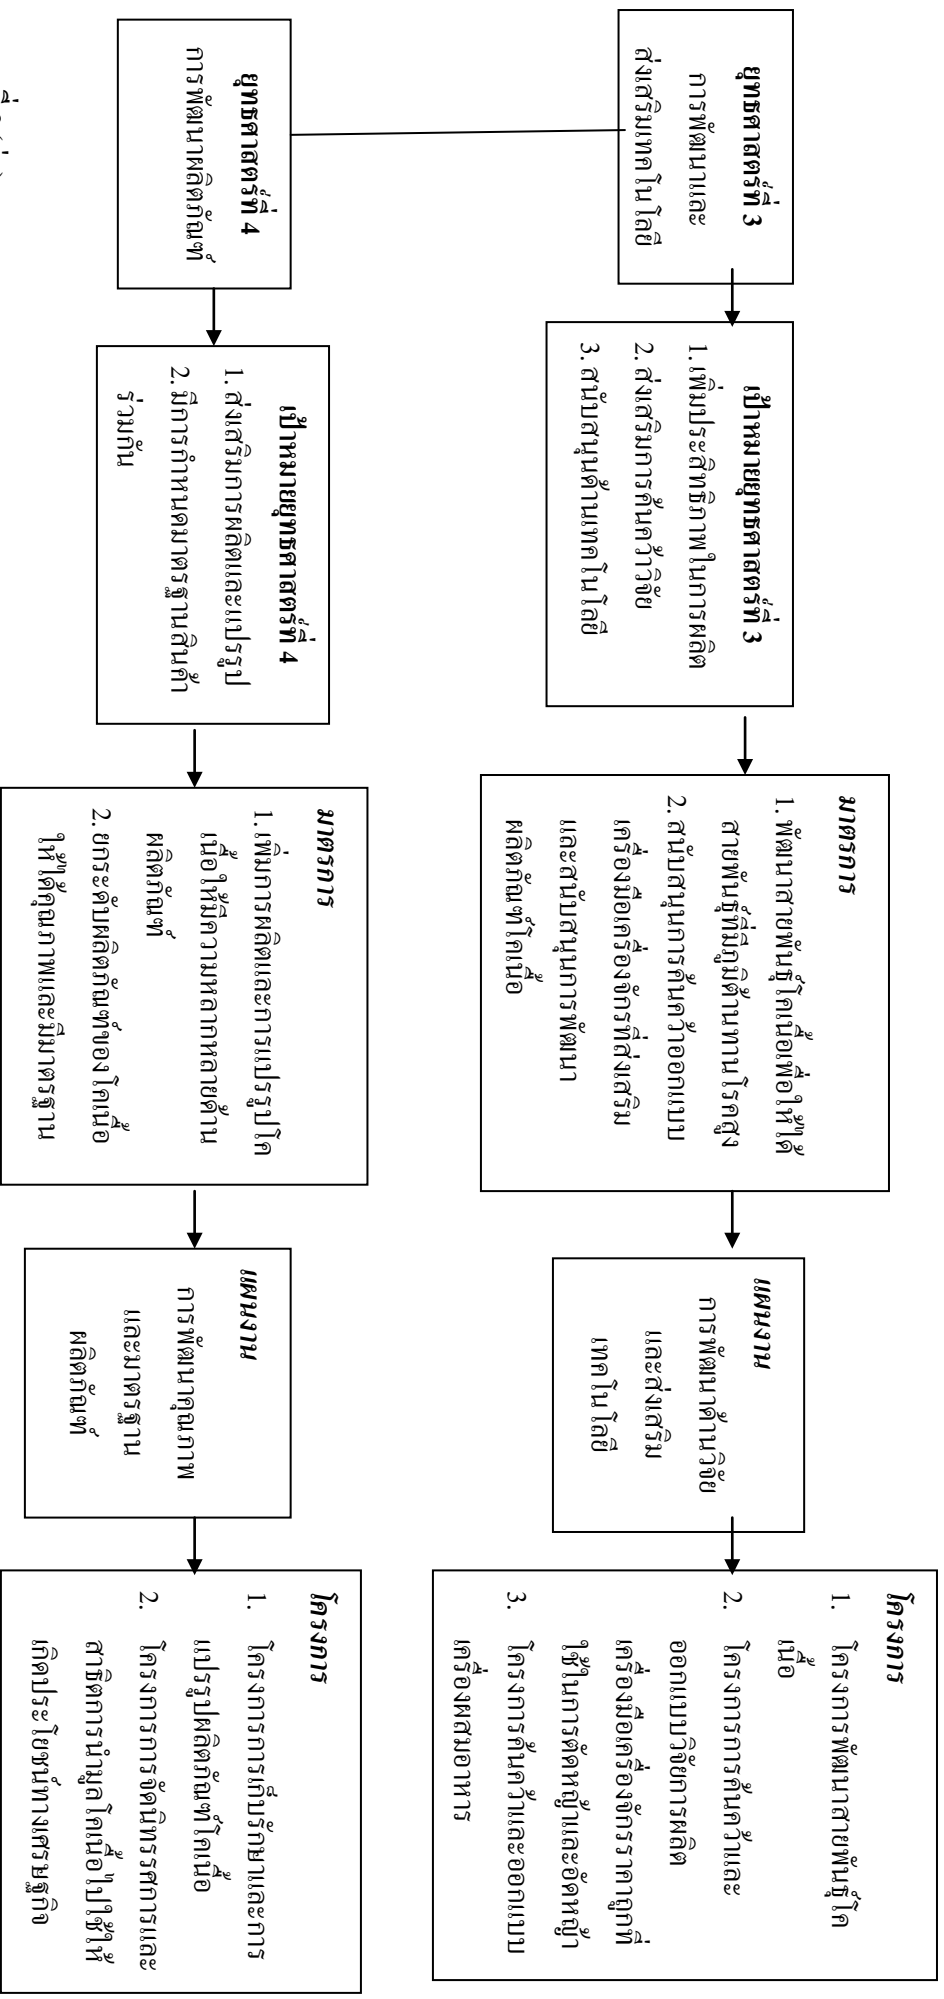 ยุทธศาสตร์ที่ 3
การพัฒนาและ
ส่งเสริมเทคโนโลยี
เป้าหมายยุทธศาสตร์ที่ 3
1. เพิ่มประสิทธิภาพในการผลิต
2. ส่งเสริมการค้นคว้าวิจัย
3. สนับสนุนด้านเทคโนโลยี
มาตรการ
1. พัฒนาสายพันธุ์โคเนื้อเพื่อให้ได้
สายพันธุ์ที่มีภูมิต้านทานโรคสูง
2. สนับสนุนการค้นคว้าออกแบบ
เครื่องมือเครื่องจักรที่ส่งเสริม
และสนับสนุนการพัฒนา
ผลิตภัณฑ์โคเนื้อ
แผนงาน
การพัฒนาด้านวิจัย
และส่งเสริม
เทคโนโลยี
โครงการ
1. โครงการพัฒนาสายพันธุ์โค
เนื้อ
2. โครงการการค้นคว้าและ
ออกแบบวิจัยการผลิต
เครื่องมือเครื่องจักรราคาถูกที่
ใช้ในการตัดหญ้าและอัดหญ้า
3. โครงการค้นคว้าและออกแบบ
เครื่องผสมอาหาร
ยุทธศาสตร์ที่ 4
การพัฒนาผลิตภัณฑ์
เป้าหมายยุทธศาสตร์ที่ 4
1. ส่งเสริมการผลิตและแปรรูป
2. มีการกำหนดมาตรฐานสินค้า
ร่วมกัน
มาตรการ
1. เพิ่มการผลิตและการแปรรูปโค
เนื้อให้มีความหลากหลายด้าน
ผลิตภัณฑ์
2. ยกระดับผลิตภัณฑ์ของโคเนื้อ
ให้ได้คุณภาพและมีมาตรฐาน
แผนงาน
การพัฒนาคุณภาพ
และมาตรฐาน
ผลิตภัณฑ์
โครงการ
1. โครงการการเก็บรักษาและการ
แปรรูปผลิตภัณฑ์โคเนื้อ
2. โครงการการจัดนิทรรศการและ
สาธิตการนำมูลโคเนื้อไปใช้ให้
เกิดประโยชน์ทางเศรษฐกิจ